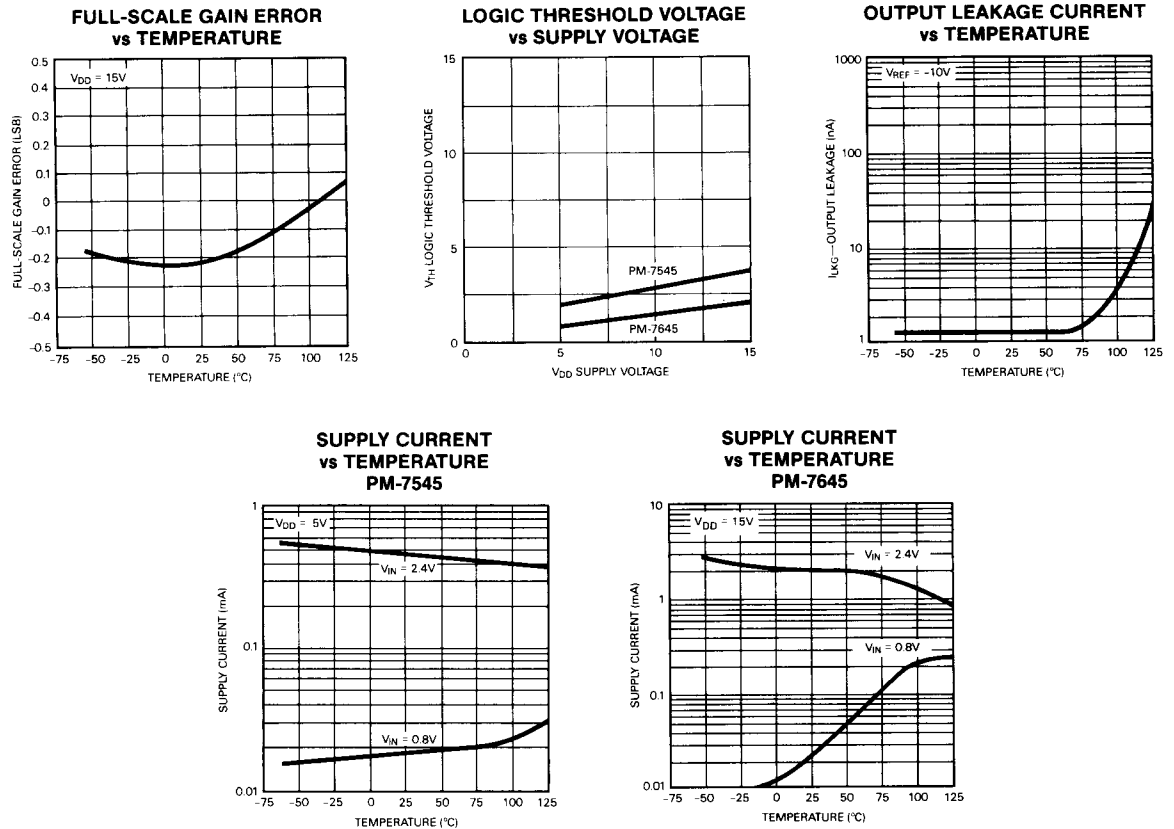 FULL-SCALE GAIN ERROR
vs TEMPERATURE
V_DD = 15V
FULL-SCALE GAIN ERROR (LSB)
0.5
0.4
0.3
0.2
0.1
0
-0.1
-0.2
-0.3
-0.4
-0.5
-75 -50 -25 0 25 50 75 100 125
TEMPERATURE (°C)
LOGIC THRESHOLD VOLTAGE
vs SUPPLY VOLTAGE
V_TH LOGIC THRESHOLD VOLTAGE
15
10
5
0
PM-7545
PM-7645
0 5 10 15
V_DD SUPPLY VOLTAGE
OUTPUT LEAKAGE CURRENT
vs TEMPERATURE
V_REF = -10V
I_LKG—OUTPUT LEAKAGE (nA)
1000
100
10
1
-75 -50 -25 0 25 50 75 100 125
TEMPERATURE (°C)
SUPPLY CURRENT
vs TEMPERATURE
PM-7545
V_DD = 5V
V_IN = 2.4V
V_IN = 0.8V
SUPPLY CURRENT (mA)
1
0.1
0.01
-75 -50 -25 0 25 50 75 100 125
TEMPERATURE (°C)
SUPPLY CURRENT
vs TEMPERATURE
PM-7645
V_DD = 15V
V_IN = 2.4V
V_IN = 0.8V
SUPPLY CURRENT (mA)
10
1
0.1
0.01
-75 -50 -25 0 25 50 75 100 125
TEMPERATURE (°C)